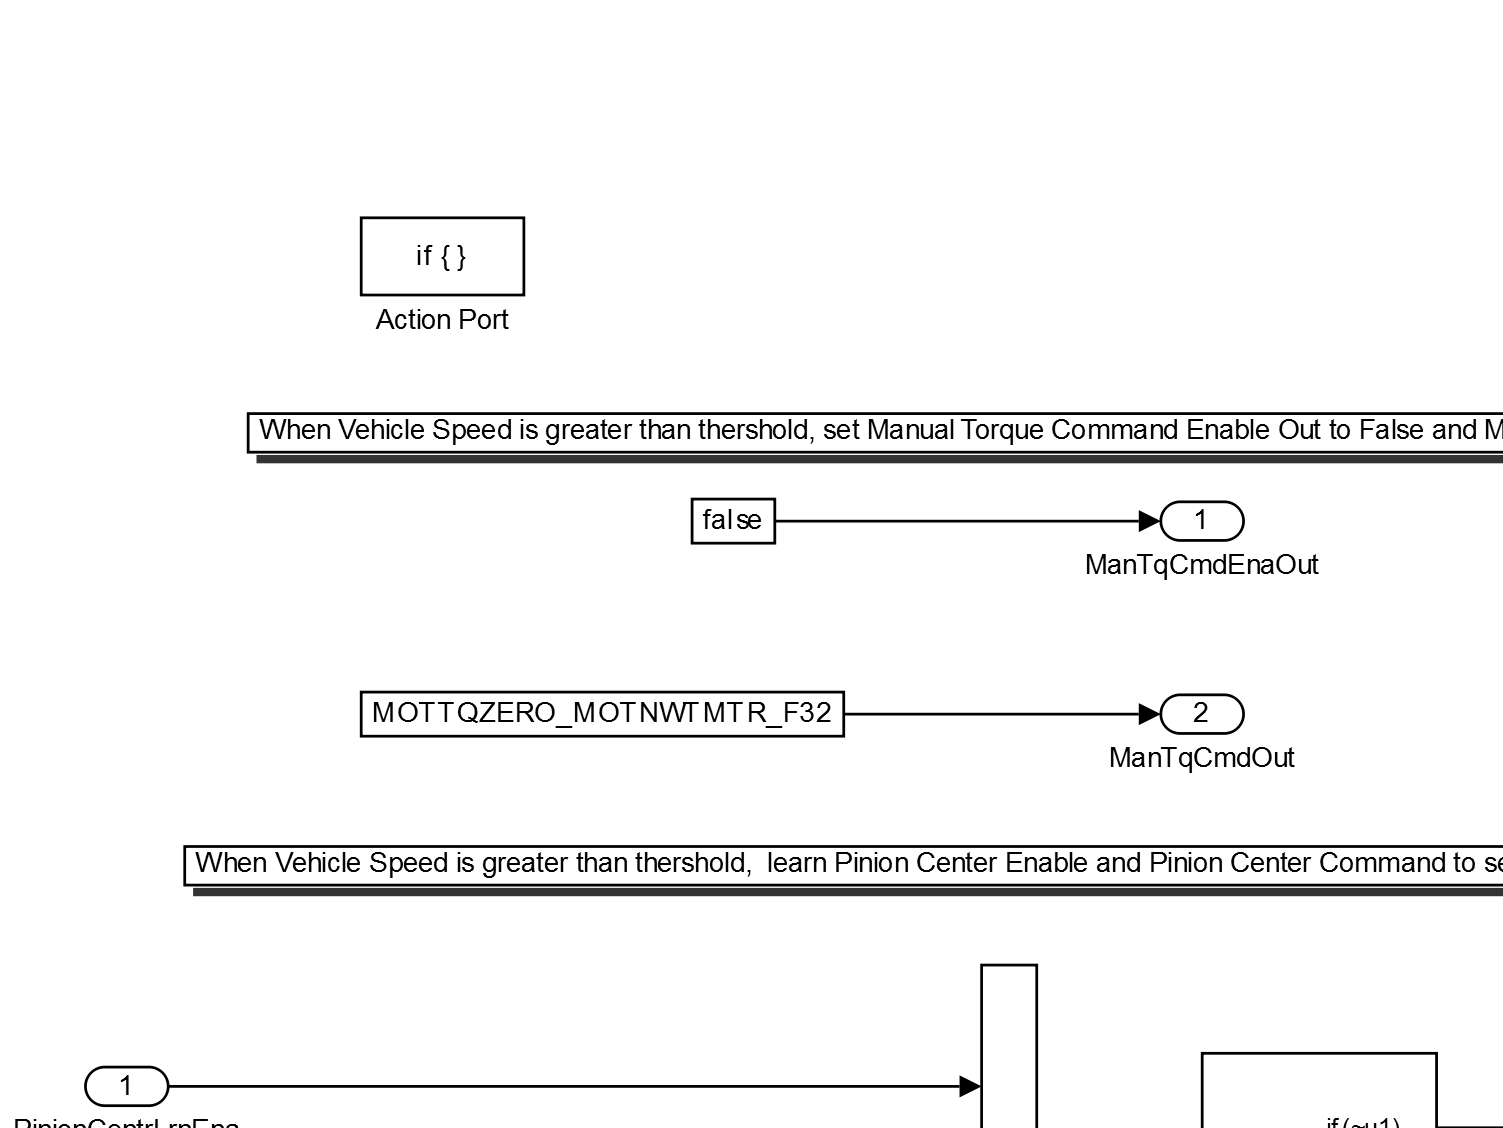 if { }
Action Port
When Vehicle Speed is greater than thershold, set Manual Torque Command Enable Out to False and
false
1
ManTqCmdEnaOut
MOTTQZERO_MOTNWTMTR_F32
2
ManTqCmdOut
When Vehicle Speed is greater than thershold,  learn Pinion Center Enable and Pinion Center Command to
1
PinionCentrLrnEna
if (~u1)